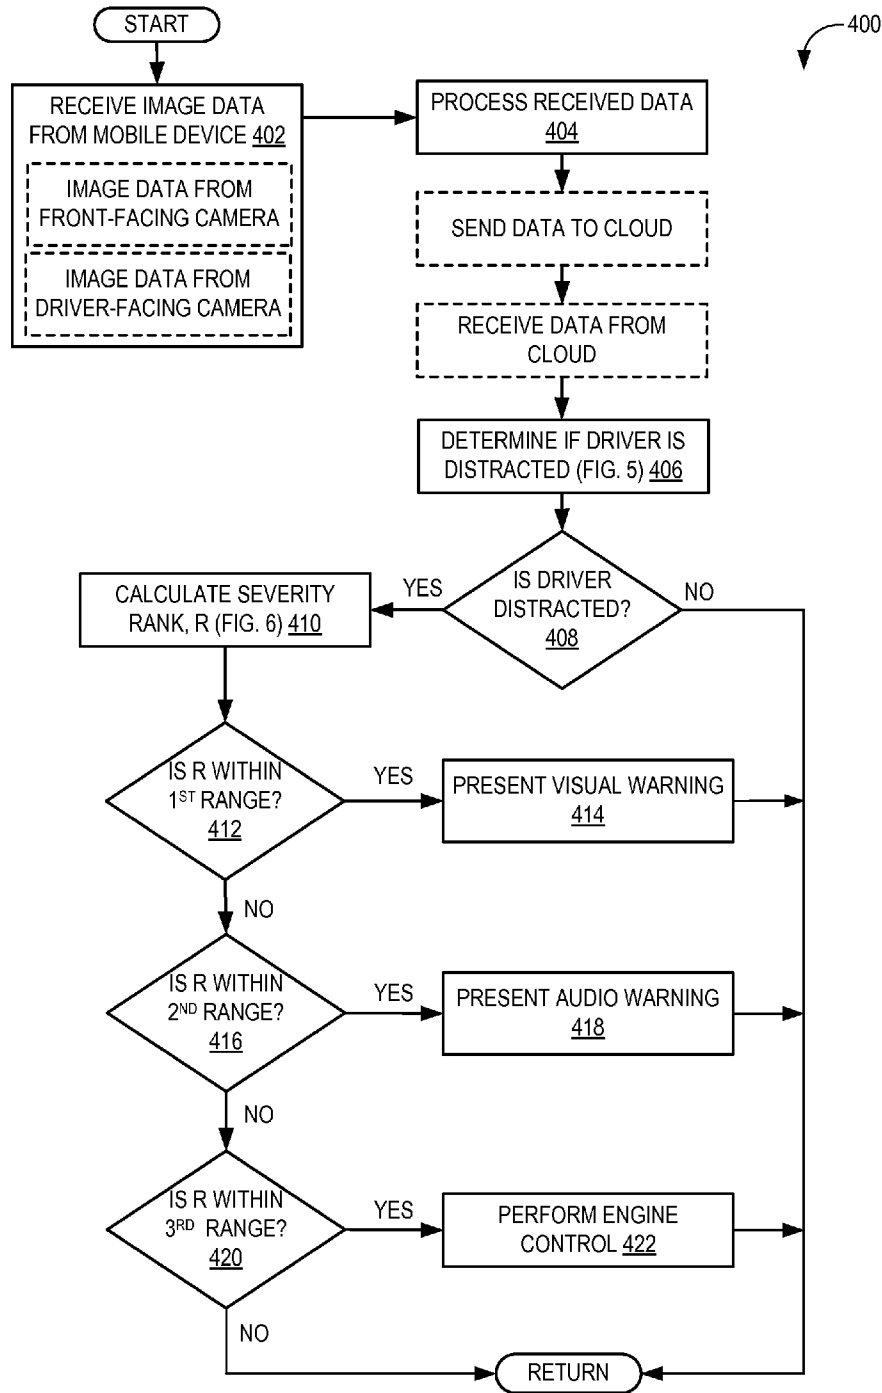 START
400
RECEIVE IMAGE DATA
FROM MOBILE DEVICE 402
IMAGE DATA FROM
FRONT-FACING CAMERA
IMAGE DATA FROM
DRIVER-FACING CAMERA
PROCESS RECEIVED DATA
404
SEND DATA TO CLOUD
RECEIVE DATA FROM
CLOUD
DETERMINE IF DRIVER IS
DISTRACTED (FIG. 5) 406
IS DRIVER
DISTRACTED?
408
YES
NO
CALCULATE SEVERITY
RANK, R (FIG. 6) 410
IS R WITHIN
1ST RANGE?
412
YES
PRESENT VISUAL WARNING
414
NO
IS R WITHIN
2ND RANGE?
416
YES
PRESENT AUDIO WARNING
418
NO
IS R WITHIN
3RD RANGE?
420
YES
PERFORM ENGINE
CONTROL 422
NO
RETURN